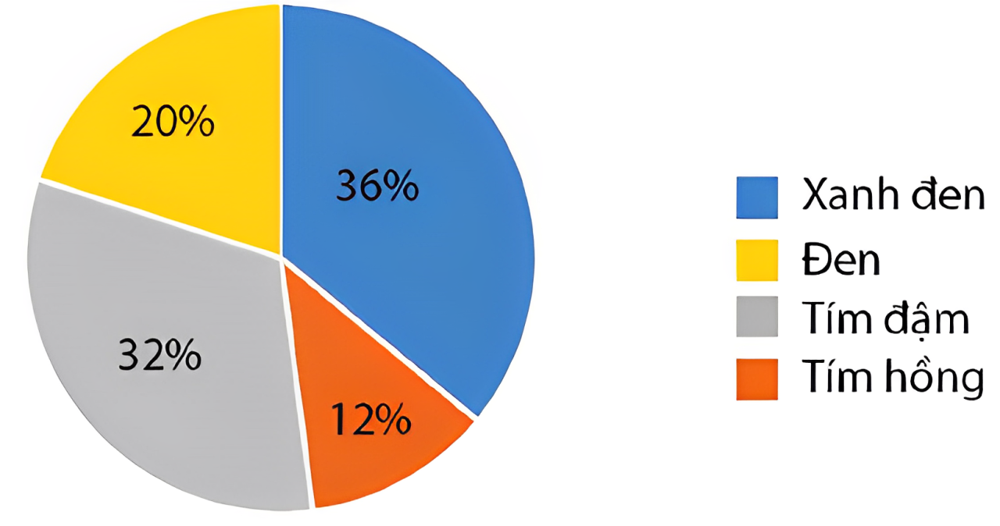 20%
36%
32%
12%
Xanh đen
Đen
Tím đậm
Tím hồng